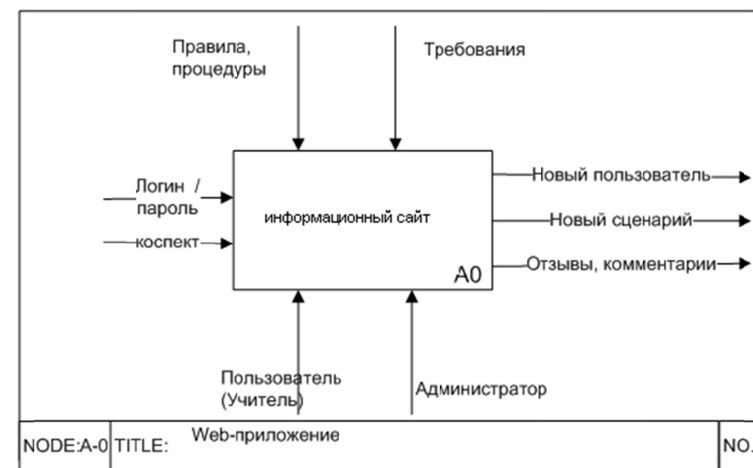 Правила,
процедуры
Требования
Логин /
пароль
коспект
информационный сайт
A0
Новый пользователь
Новый сценарий
Отзывы, комментарии
Пользователь
(Учитель)
Администратор
NODE:A-0 TITLE: Web-приложение NO.